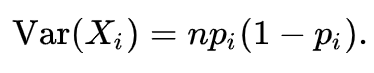 Var(X_i) = np_i(1 − p_i).